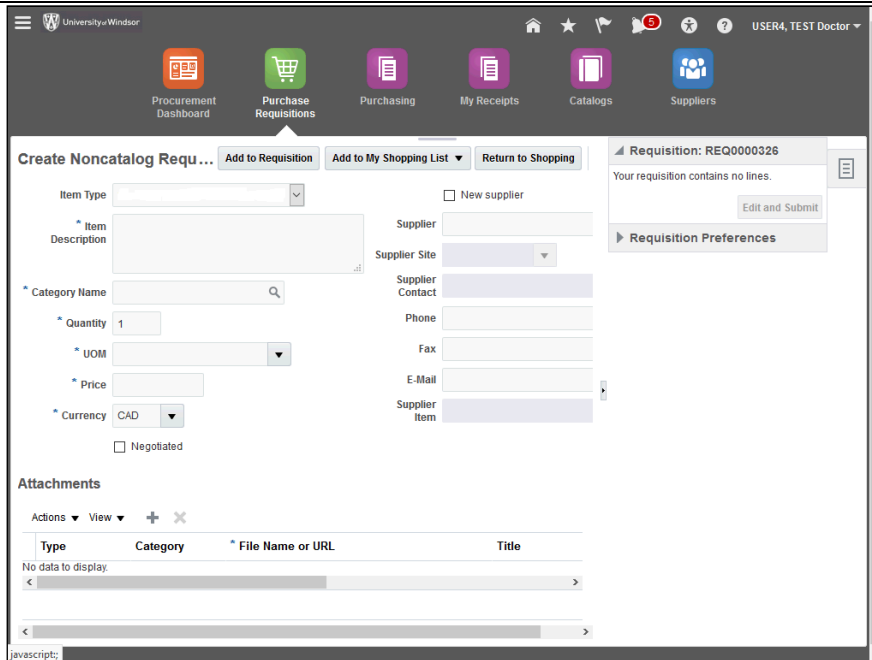 University of Windsor
5
USER4, TEST Doctor
Procurement Dashboard
Purchase Requisitions
Purchasing
My Receipts
Catalogs
Suppliers
Create Noncatalog Requ...
Add to Requisition
Add to My Shopping List
Return to Shopping
Requisition: REQ0000326
Your requisition contains no lines.
Edit and Submit
Requisition Preferences
Item Type
New supplier
* Item Description
Supplier
Supplier Site
* Category Name
Supplier Contact
* Quantity 1
Phone
* UOM
Fax
* Price
E-Mail
* Currency CAD
Supplier Item
Negotiated
Attachments
Actions View
Type Category * File Name or URL Title
No data to display.
javascript:;